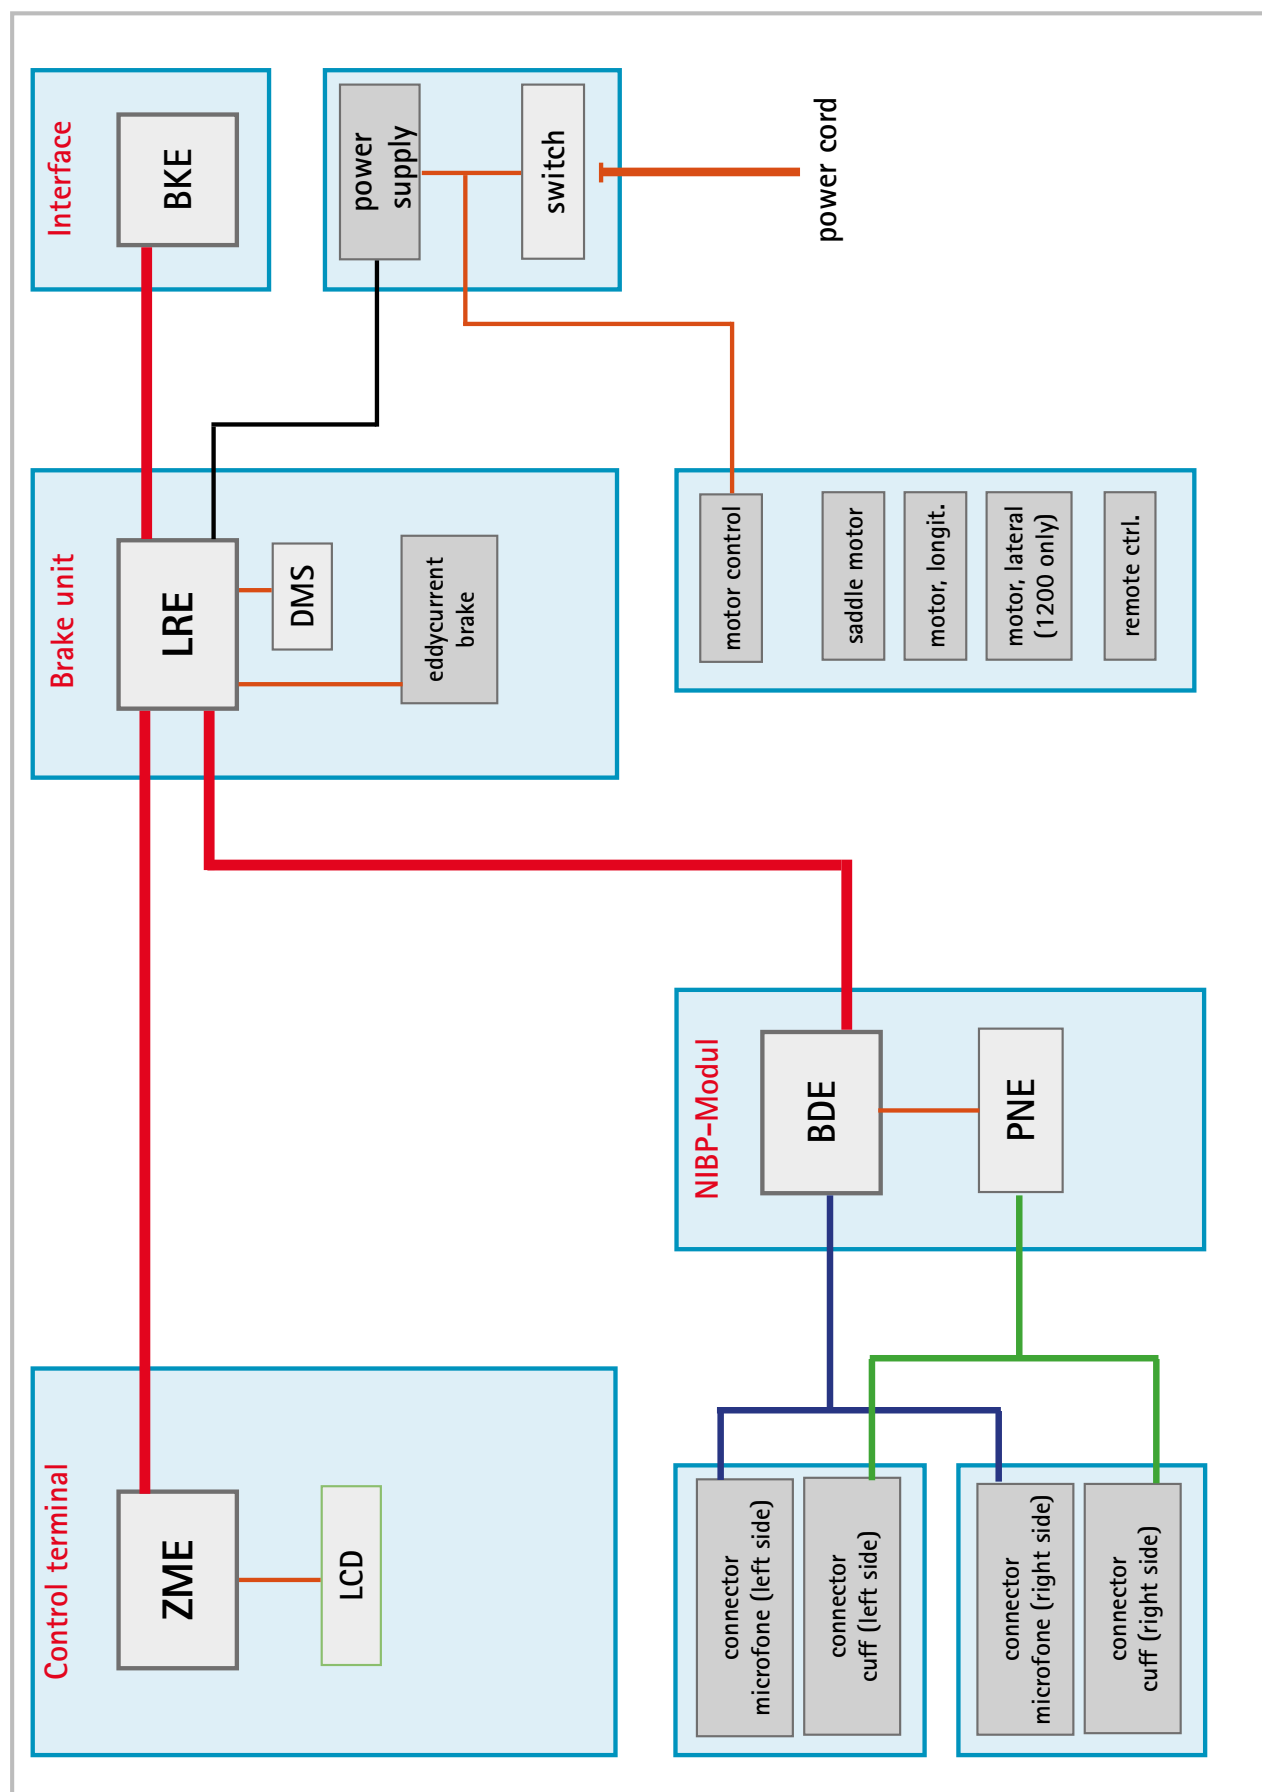 Control terminal
ZME
LCD
Brake unit
LRE
DMS
eddycurrent
brake
Interface
BKE
power
supply
switch
power cord
NIBP-Modul
BDE
PNE
motor control
saddle motor
motor, longit.
motor, lateral
(1200 only)
remote ctrl.
connector
microfone (left side)
connector
cuff (left side)
connector
microfone (right side)
connector
cuff (right side)